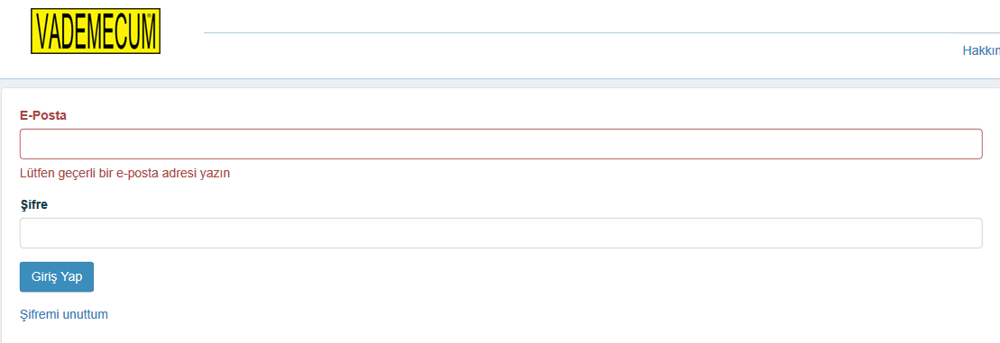 VADEMECUM®
E-Posta
Lütfen geçerli bir e-posta adresi yazın
Şifre
Giriş Yap
Şifremi unuttum